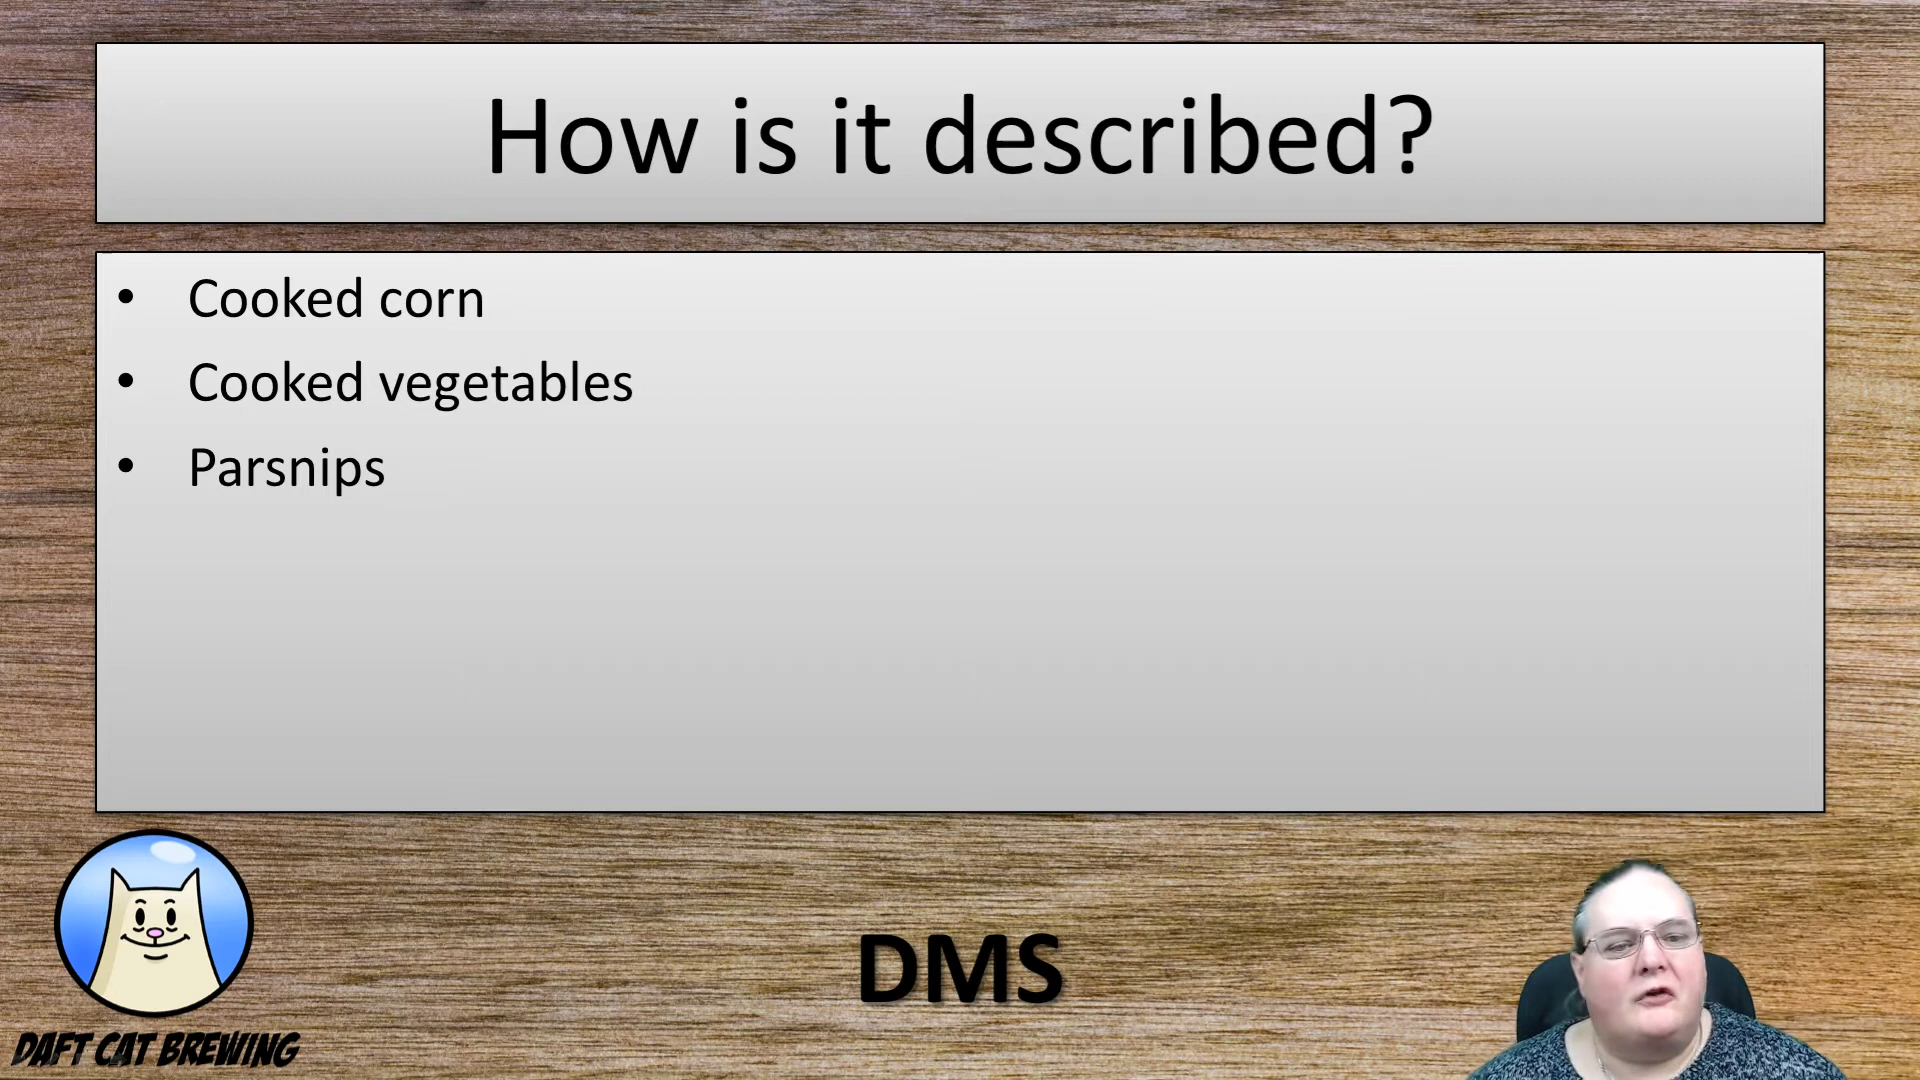 How is it described?
• Cooked corn
• Cooked vegetables
• Parsnips
DMS
DAFT CAT BREWING